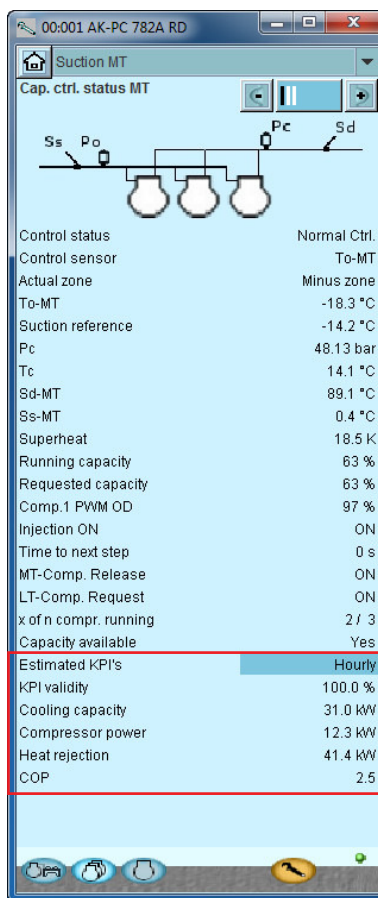 00:001 AK-PC 782A RD
Suction MT
Cap. ctrl. status MT
Pc Sd
Ss Po
Control status Normal Ctrl.
Control sensor To-MT
Actual zone Minus zone
To-MT -18.3 °C
Suction reference -14.2 °C
Pc 48.13 bar
Tc 14.1 °C
Sd-MT 89.1 °C
Ss-MT 0.4 °C
Superheat 18.5 K
Running capacity 63 %
Requested capacity 63 %
Comp.1 PWM OD 97 %
Injection ON ON
Time to next step 0 s
MT-Comp. Release ON
LT-Comp. Request ON
x of n compr. running 2 / 3
Capacity available Yes
Estimated KPI's Hourly
KPI validity 100.0 %
Cooling capacity 31.0 kW
Compressor power 12.3 kW
Heat rejection 41.4 kW
COP 2.5